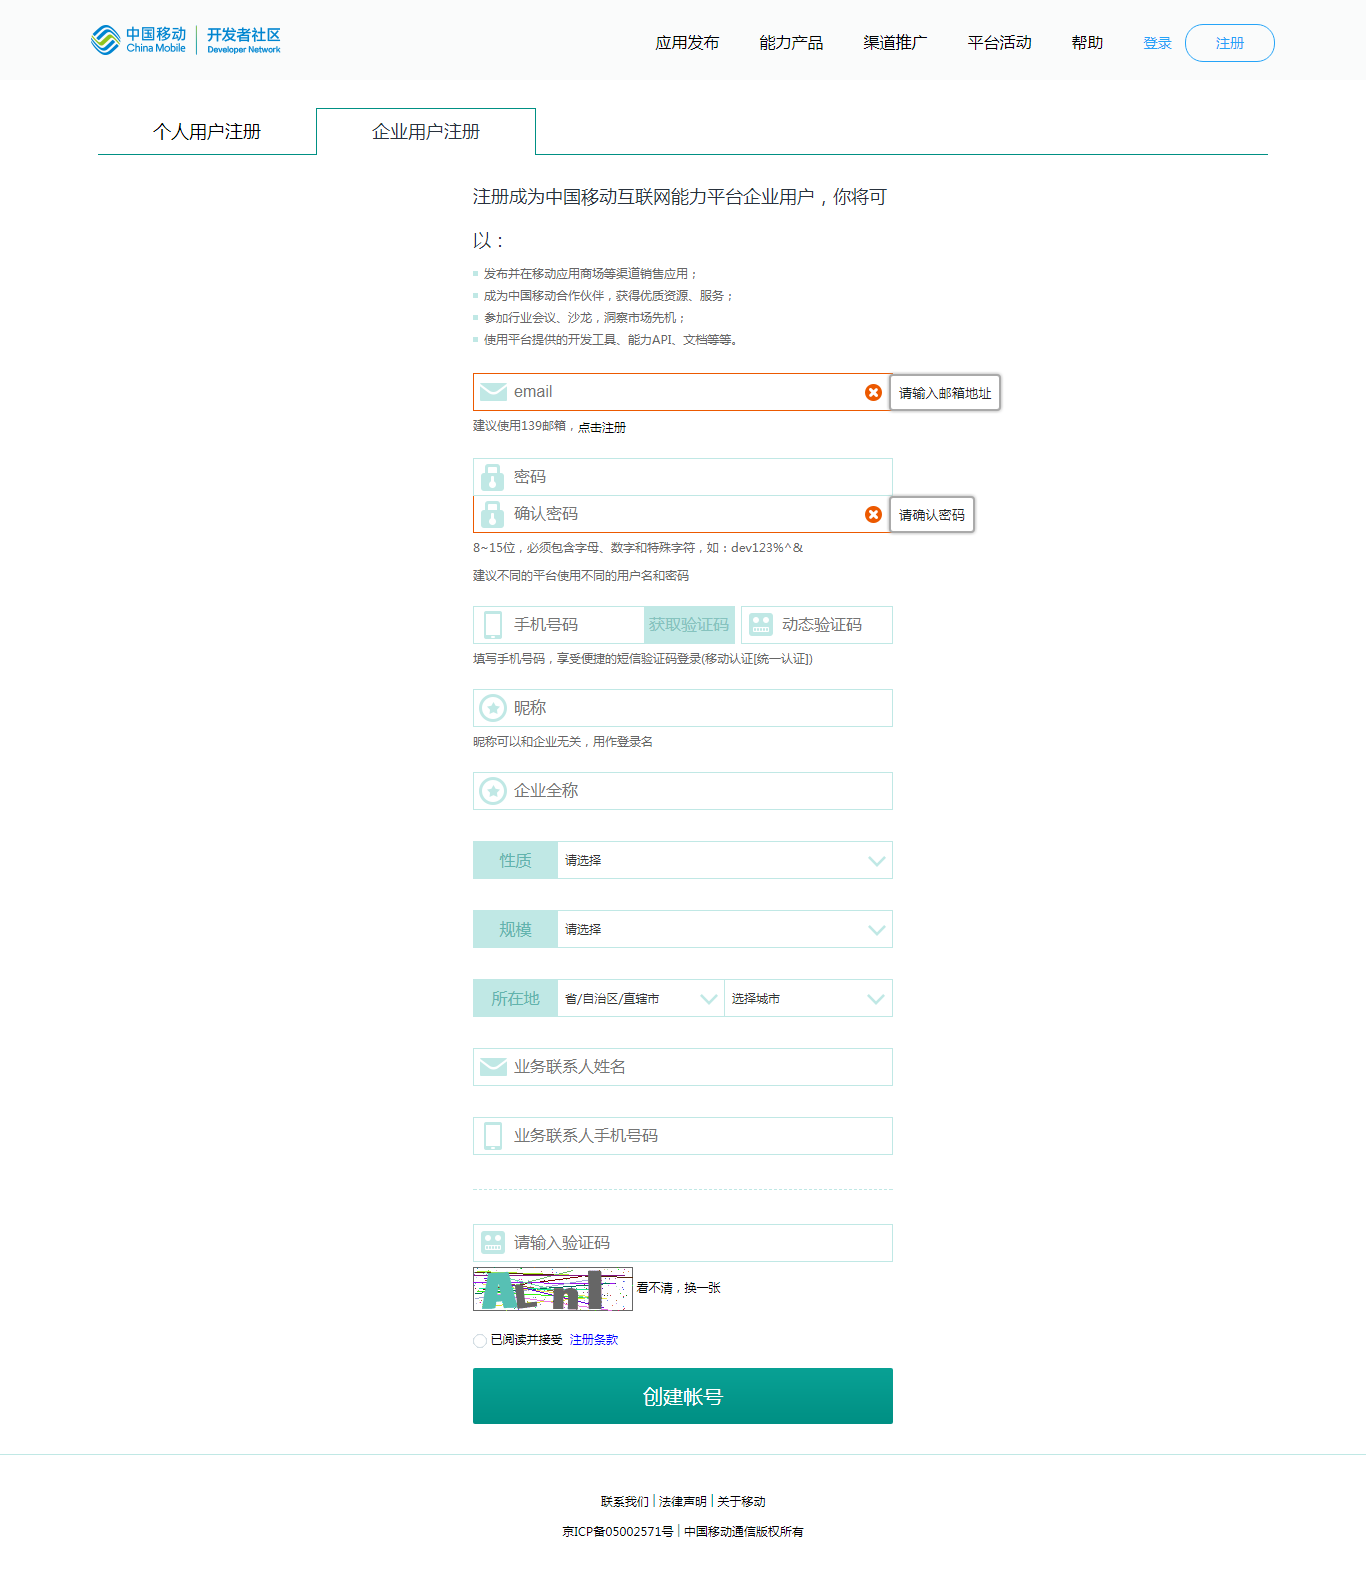 中国移动 China Mobile 开发者社区 Developer Network
应用发布 能力产品 渠道推广 平台活动 帮助 登录 注册
个人用户注册 企业用户注册
注册成为中国移动互联网能力平台企业用户，你将可
以：
发布并在移动应用商场等渠道销售应用；
成为中国移动合作伙伴，获得优质资源、服务；
参加行业会议、沙龙，洞察市场先机；
使用平台提供的开发工具、能力API、文档等等。
email 请输入邮箱地址
建议使用139邮箱，点击注册
密码
确认密码 请确认密码
8~15位，必须包含字母、数字和特殊字符，如：dev123%^&
建议不同的平台使用不同的用户名和密码
手机号码 获取验证码 动态验证码
填写手机号码，享受便捷的短信验证码登录(移动认证[统一认证])
昵称
昵称可以和企业无关，用作登录名
企业全称
性质 请选择
规模 请选择
所在地 省/自治区/直辖市 选择城市
业务联系人姓名
业务联系人手机号码
请输入验证码
ALnI 看不清，换一张
已阅读并接受 注册条款
创建帐号
联系我们 | 法律声明 | 关于移动
京ICP备05002571号 | 中国移动通信版权所有